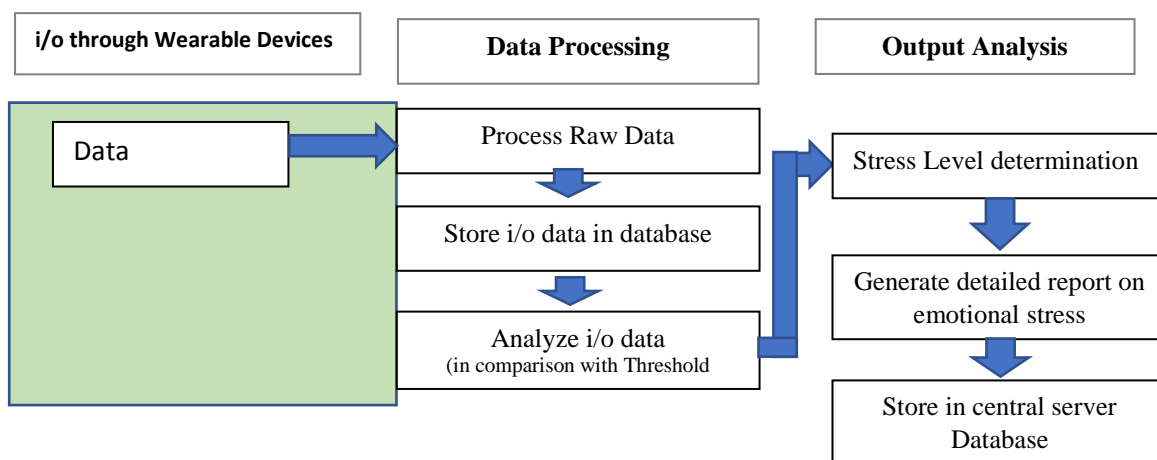 i/o through Wearable Devices
Data Processing
Output Analysis
Data
Process Raw Data
Store i/o data in database
Analyze i/o data
(in comparison with Threshold
Stress Level determination
Generate detailed report on
emotional stress
Store in central server
Database